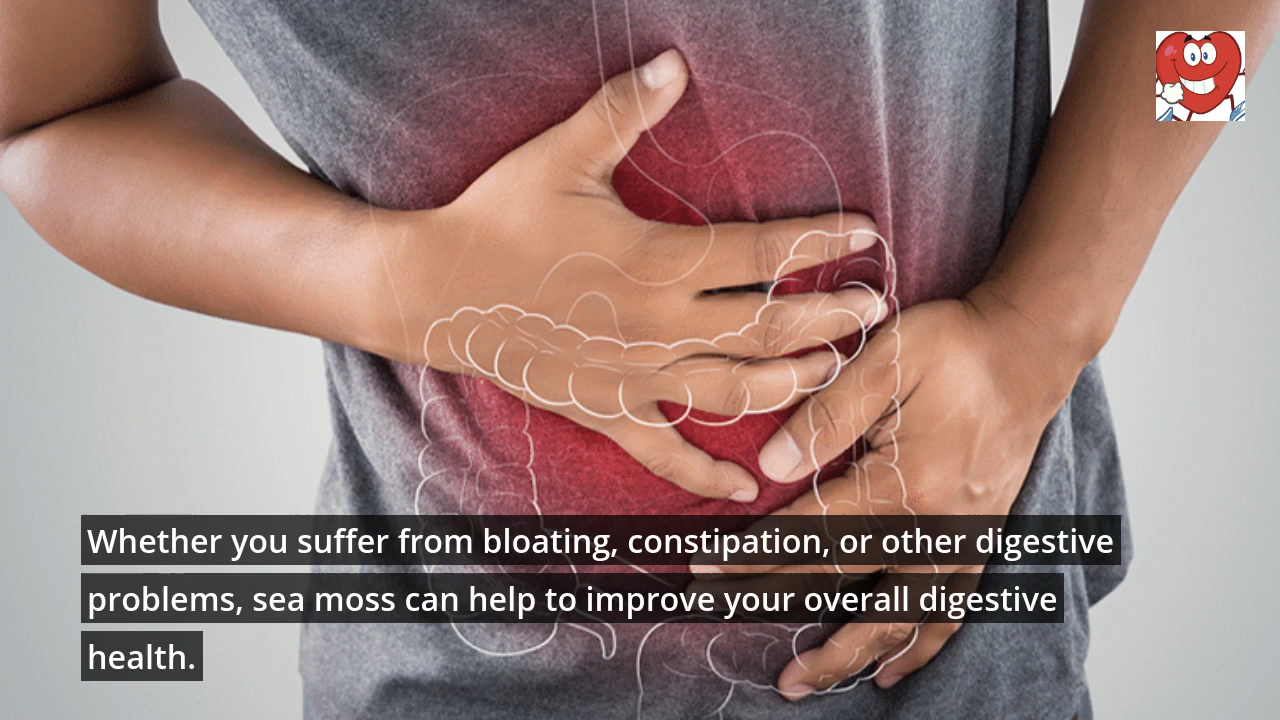 Whether you suffer from bloating, constipation, or other digestive
problems, sea moss can help to improve your overall digestive
health.